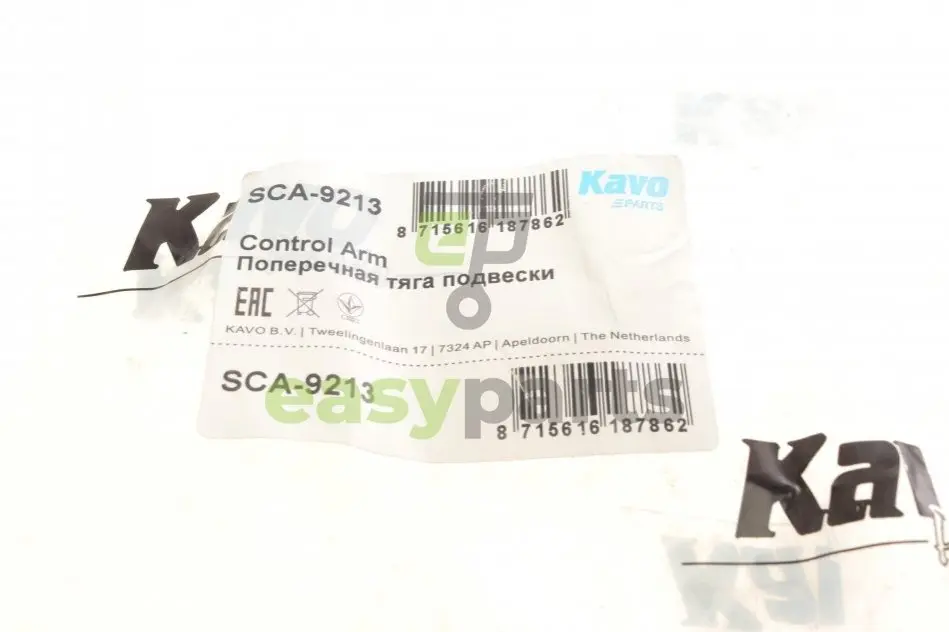 SCA-9213
8 715616 187862
Kavo
PARTS
Control Arm
Поперечная тяга подвески
EAC
KAVO B.V. | Tweelingenlaan 17 | 7324 AP | Apeldoorn | The Netherlands
SCA-9213
8 715616 187862
easyparts
Kav